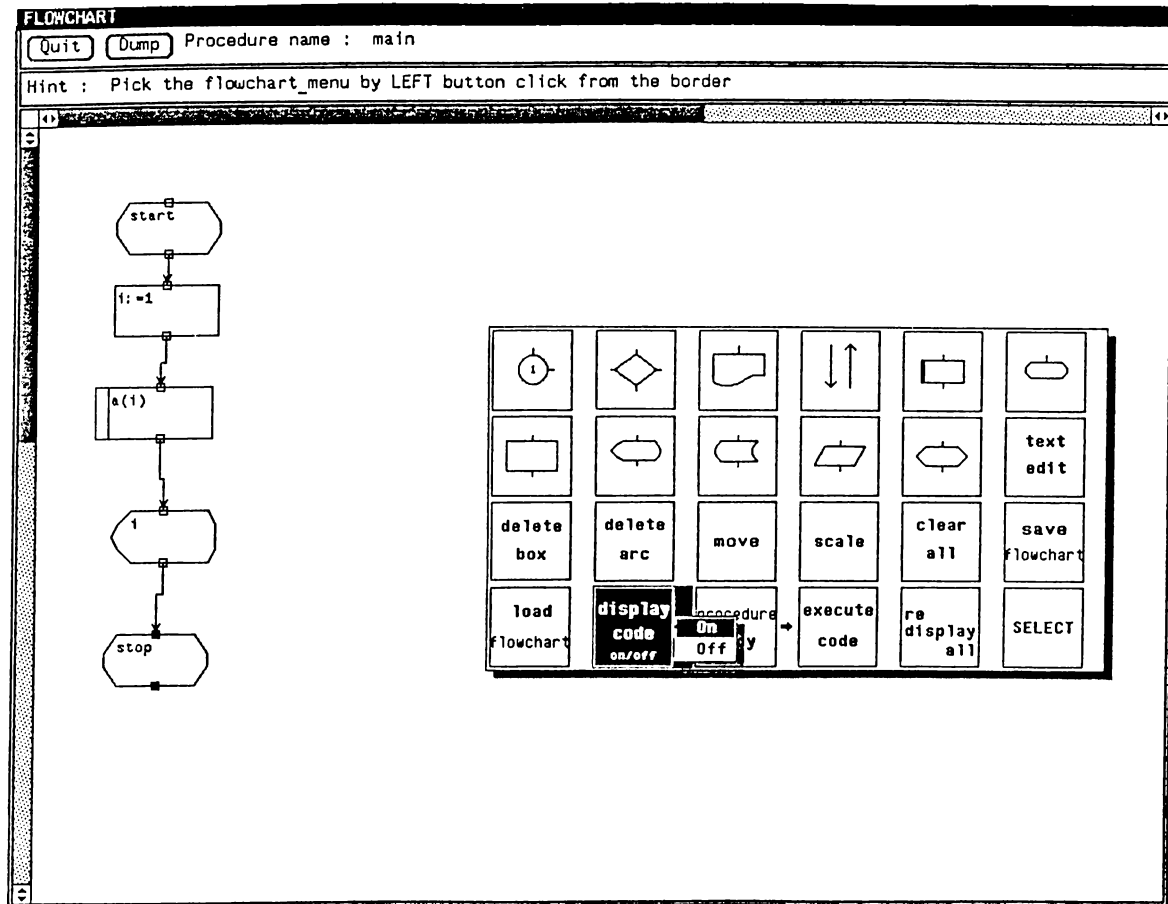 FLOWCHART
Quit Dump Procedure name : main
Hint : Pick the flowchart_menu by LEFT button click from the border
start
i:=1
a(i)
i
stop
1
text
edit
delete
box
delete
arc
move
scale
clear
all
save
flowchart
load
flowchart
display
code
on/off
On
Off
procedure
y
execute
code
re
display
all
SELECT